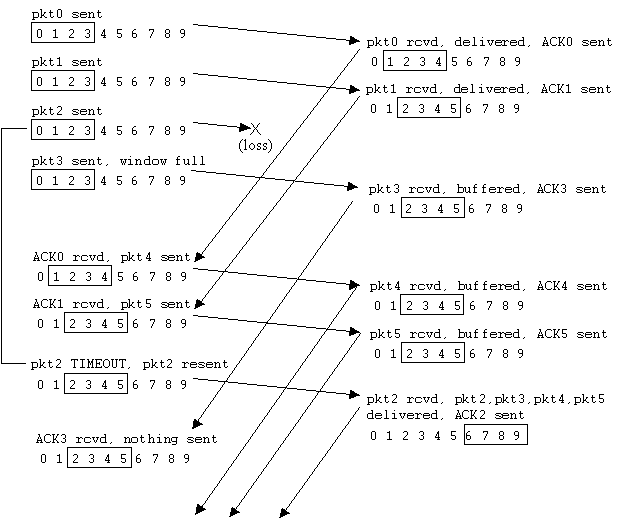 pkt0 sent
0 1 2 3 4 5 6 7 8 9
pkt1 sent
0 1 2 3 4 5 6 7 8 9
pkt2 sent
0 1 2 3 4 5 6 7 8 9
X
(loss)
pkt3 sent, window full
0 1 2 3 4 5 6 7 8 9
ACK0 rcvd, pkt4 sent
0 1 2 3 4 5 6 7 8 9
ACK1 rcvd, pkt5 sent
0 1 2 3 4 5 6 7 8 9
pkt2 TIMEOUT, pkt2 resent
0 1 2 3 4 5 6 7 8 9
ACK3 rcvd, nothing sent
0 1 2 3 4 5 6 7 8 9
pkt0 rcvd, delivered, ACK0 sent
0 1 2 3 4 5 6 7 8 9
pkt1 rcvd, delivered, ACK1 sent
0 1 2 3 4 5 6 7 8 9
pkt3 rcvd, buffered, ACK3 sent
0 1 2 3 4 5 6 7 8 9
pkt4 rcvd, buffered, ACK4 sent
0 1 2 3 4 5 6 7 8 9
pkt5 rcvd, buffered, ACK5 sent
0 1 2 3 4 5 6 7 8 9
pkt2 rcvd, pkt2,pkt3,pkt4,pkt5
delivered, ACK2 sent
0 1 2 3 4 5 6 7 8 9